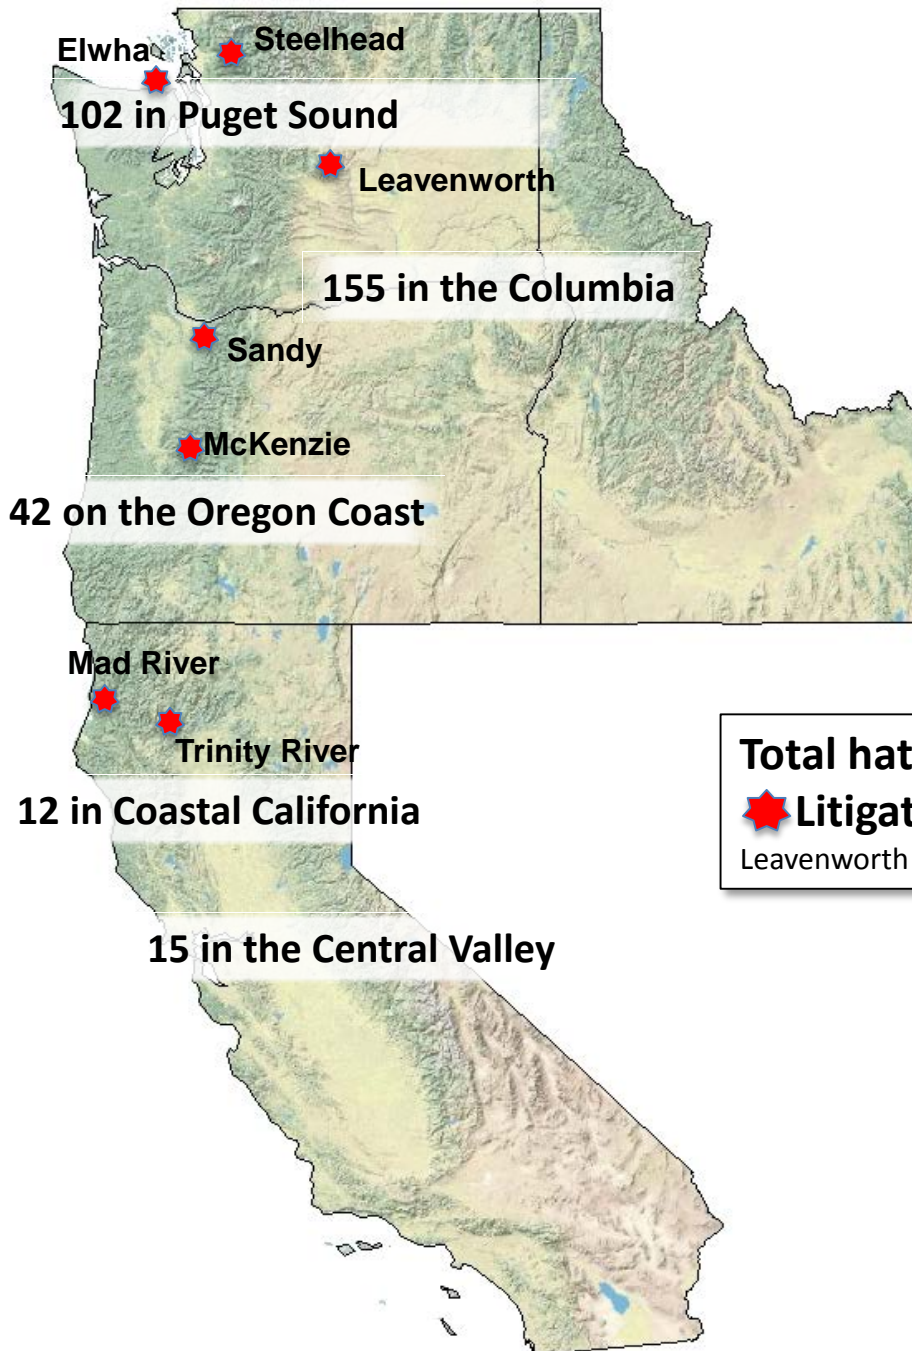 Steelhead
Elwha
102 in Puget Sound
Leavenworth
155 in the Columbia
Sandy
McKenzie
42 on the Oregon Coast
Mad River
Trinity River
12 in Coastal California
15 in the Central Valley
Total hat
Litigat
Leavenworth